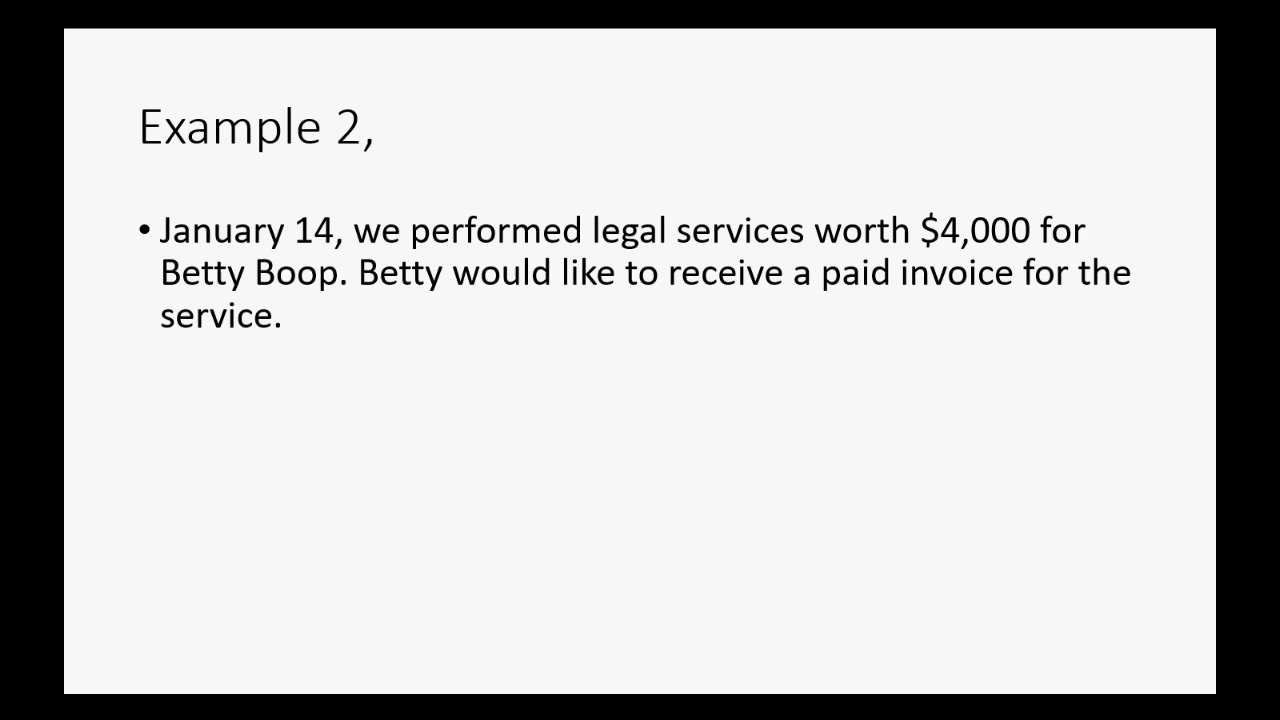 Example 2,
• January 14, we performed legal services worth $4,000 for
Betty Boop. Betty would like to receive a paid invoice for the
service.